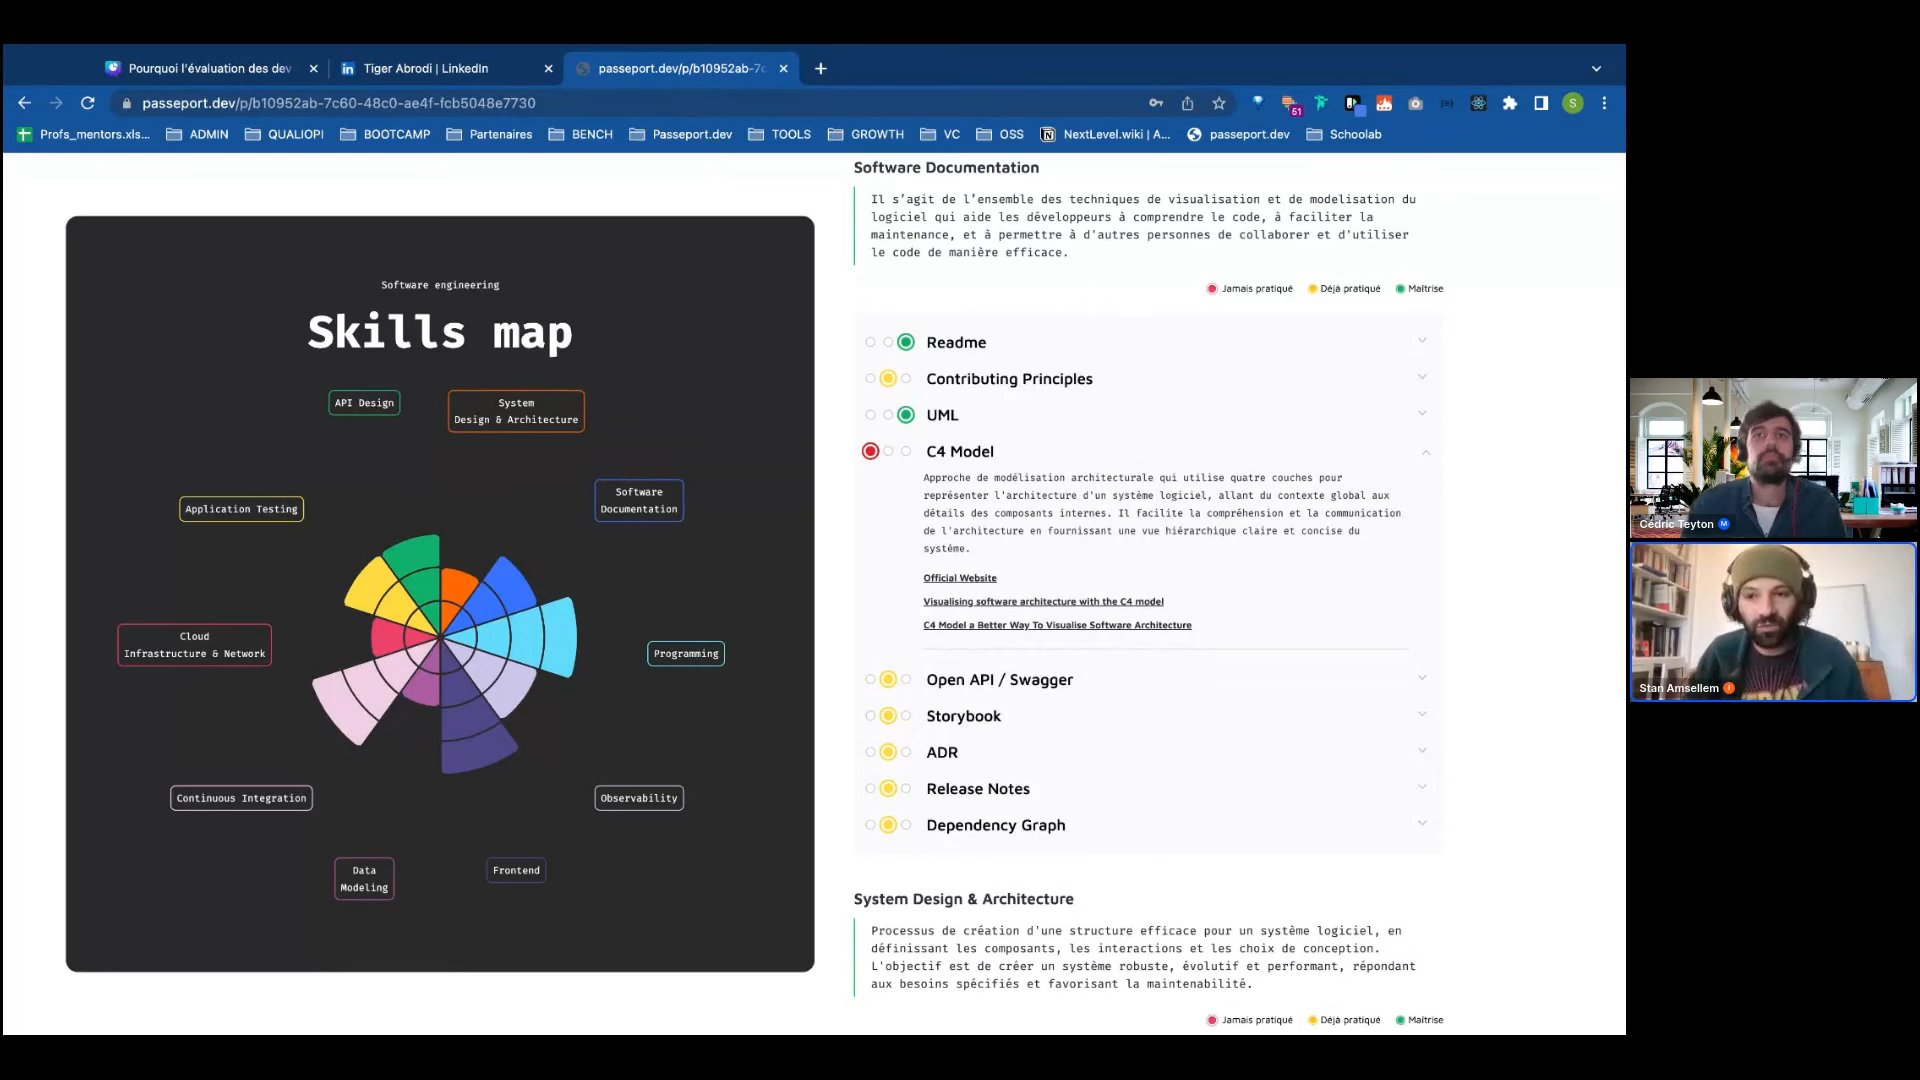 Pourquoi l'évaluation des dev
Tiger Abrodi | LinkedIn
passeport.dev/p/b10952ab-7c
passeport.dev/p/b10952ab-7c60-48c0-ae4f-fcb5048e7730
51
S
Profs_mentors.xls...
ADMIN
QUALIOPI
BOOTCAMP
Partenaires
BENCH
Passeport.dev
TOOLS
GROWTH
VC
OSS
NextLevel.wiki | A...
passeport.dev
Schoolab
Software engineering
Skills map
API Design
System
Design & Architecture
Software
Documentation
Application Testing
Cloud
Infrastructure & Network
Programming
Continuous Integration
Observability
Data
Modeling
Frontend
Software Documentation
Il s’agit de l’ensemble des techniques de visualisation et de modelisation du
logiciel qui aide les développeurs à comprendre le code, à faciliter la
maintenance, et à permettre à d'autres personnes de collaborer et d'utiliser
le code de manière efficace.
Jamais pratiqué
Déjà pratiqué
Maîtrise
Readme
Contributing Principles
UML
C4 Model
Approche de modélisation architecturale qui utilise quatre couches pour
représenter l'architecture d'un système logiciel, allant du contexte global aux
détails des composants internes. Il facilite la compréhension et la communication
de l'architecture en fournissant une vue hiérarchique claire et concise du
système.
Official Website
Visualising software architecture with the C4 model
C4 Model a Better Way To Visualise Software Architecture
Open API / Swagger
Storybook
ADR
Release Notes
Dependency Graph
System Design & Architecture
Processus de création d'une structure efficace pour un système logiciel, en
définissant les composants, les interactions et les choix de conception.
L'objectif est de créer un système robuste, évolutif et performant, répondant
aux besoins spécifiés et favorisant la maintenabilité.
Jamais pratiqué
Déjà pratiqué
Maîtrise
Cédric Teyton
Stan Amsellem